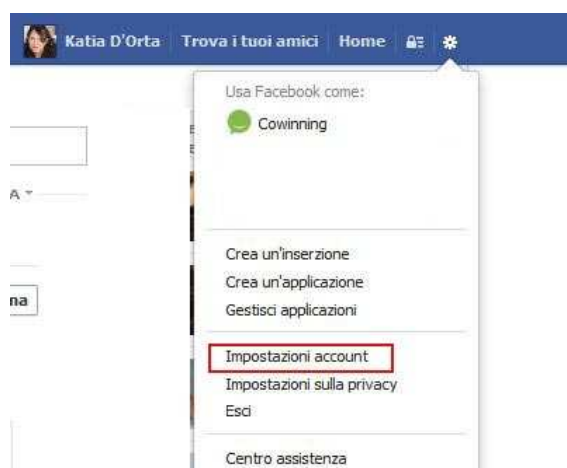 Katia D'Orta Trova i tuoi amici Home
Usa Facebook come:
Cowinning
A
Crea un'inserzione
Crea un'applicazione
na
Gestisci applicazioni
Impostazioni account
Impostazioni sulla privacy
Esci
Centro assistenza